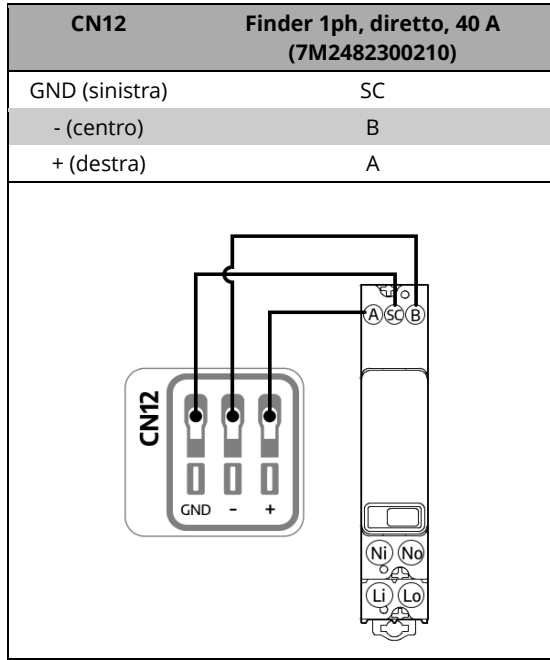 CN12 Finder 1ph, diretto, 40 A
(7M2482300210)
GND (sinistra) SC
- (centro) B
+ (destra) A
A SC B
CN12
GND - +
Ni No
Li Lo